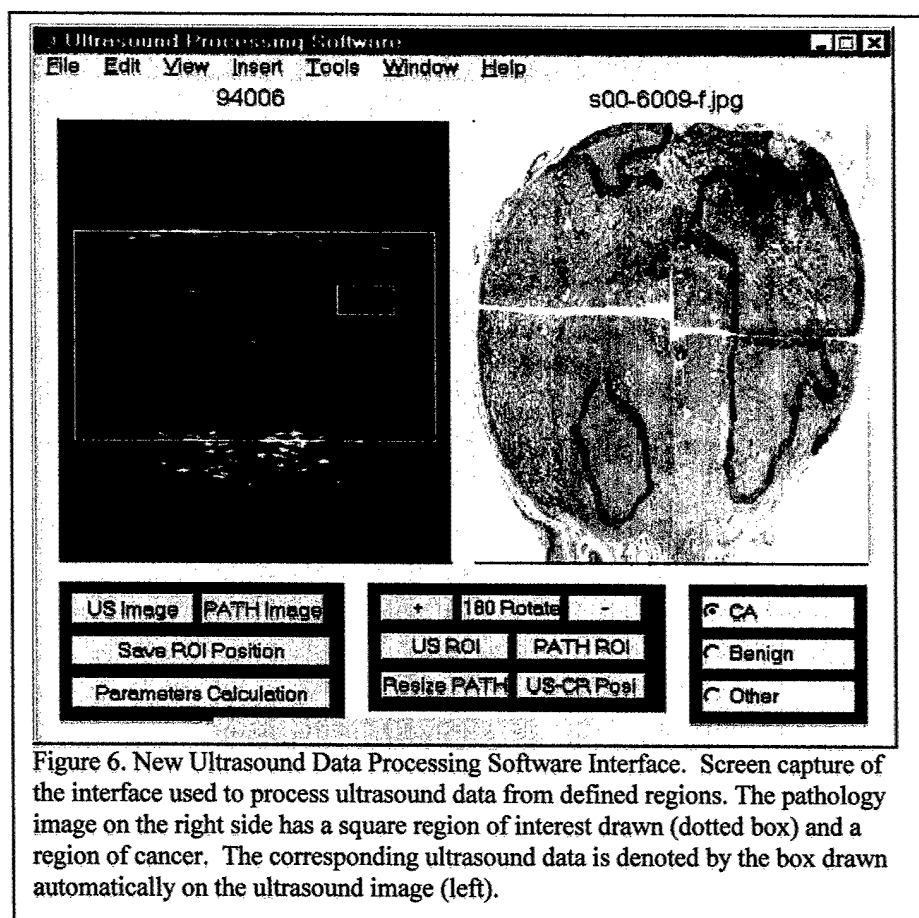 Ultrasound Processing Software
File Edit View Insert Tools Window Help
94006 s00-6009-f.jpg
US Image PATH Image
Save ROI Position
Parameters Calculation
+ 180 Rotate -
US ROI PATH ROI
Resize PATH US-CR Posi
CA
Benign
Other
Figure 6. New Ultrasound Data Processing Software Interface. Screen capture of
the interface used to process ultrasound data from defined regions. The pathology
image on the right side has a square region of interest drawn (dotted box) and a
region of cancer. The corresponding ultrasound data is denoted by the box drawn
automatically on the ultrasound image (left).